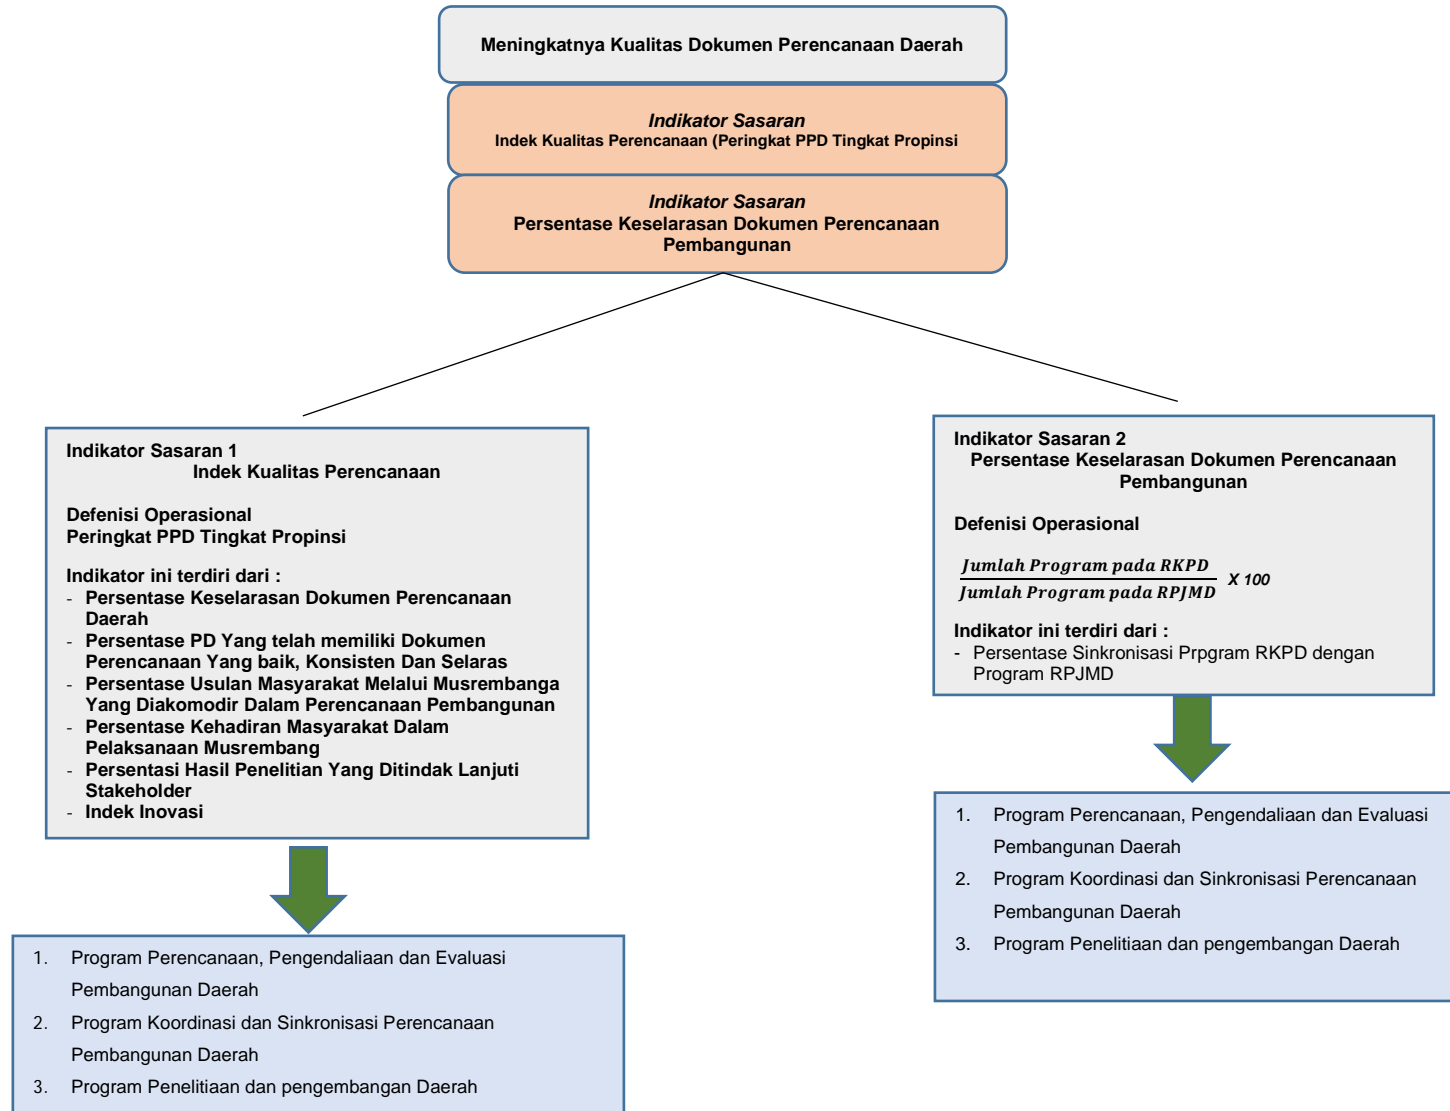 Meningkatnya Kualitas Dokumen Perencanaan Daerah
Indikator Sasaran
Indek Kualitas Perencanaan (Peringkat PPD Tingkat Propinsi
Indikator Sasaran
Persentase Keselarasan Dokumen Perencanaan
Pembangunan
Indikator Sasaran 1
Indek Kualitas Perencanaan
Defenisi Operasional
Peringkat PPD Tingkat Propinsi
Indikator ini terdiri dari :
- Persentase Keselarasan Dokumen Perencanaan
Daerah
- Persentase PD Yang telah memiliki Dokumen
Perencanaan Yang baik, Konsisten Dan Selaras
- Persentase Usulan Masyarakat Melalui Musrembanga
Yang Diakomodir Dalam Perencanaan Pembangunan
- Persentase Kehadiran Masyarakat Dalam
Pelaksanaan Musrembang
- Persentasi Hasil Penelitian Yang Ditindak Lanjuti
Stakeholder
- Indek Inovasi
1. Program Perencanaan, Pengendaliaan dan Evaluasi
Pembangunan Daerah
2. Program Koordinasi dan Sinkronisasi Perencanaan
Pembangunan Daerah
3. Program Penelitiaan dan pengembangan Daerah
Indikator Sasaran 2
Persentase Keselarasan Dokumen Perencanaan
Pembangunan
Defenisi Operasional
Jumlah Program pada RKPD
Jumlah Program pada RPJMD X 100
Indikator ini terdiri dari :
- Persentase Sinkronisasi Prpgram RKPD dengan
Program RPJMD
1. Program Perencanaan, Pengendaliaan dan Evaluasi
Pembangunan Daerah
2. Program Koordinasi dan Sinkronisasi Perencanaan
Pembangunan Daerah
3. Program Penelitiaan dan pengembangan Daerah